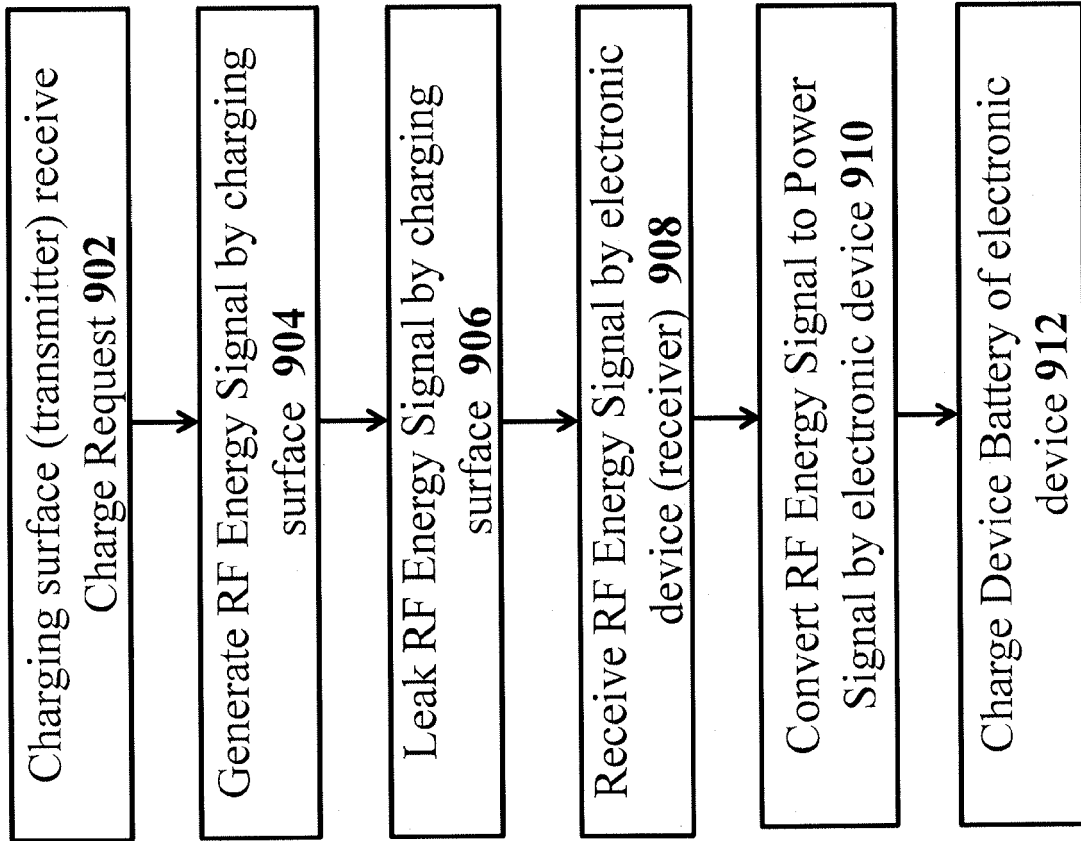 Charging surface (transmitter) receive
Charge Request 902
Generate RF Energy Signal by charging
surface 904
Leak RF Energy Signal by charging
surface 906
Receive RF Energy Signal by electronic
device (receiver) 908
Convert RF Energy Signal to Power
Signal by electronic device 910
Charge Device Battery of electronic
device 912